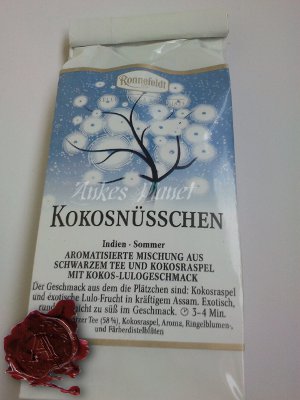 Ronnefeldt
Ankes Planet
KOKOSNÜSSCHEN
Indien · Sommer
AROMATISIERTE MISCHUNG AUS
SCHWARZEM TEE UND KOKOSRASPEL
MIT KOKOS-LULOGESCHMACK
Der Geschmack aus dem die Plätzchen sind: Kokosraspel
und exotische Lulo-Frucht in kräftigem Assam. Exotisch,
nicht zu süß im Geschmack. 3–4 Min.
Tee (58 %), Kokosraspel, Aroma, Ringelblumen-,
und Färberdistelblüten